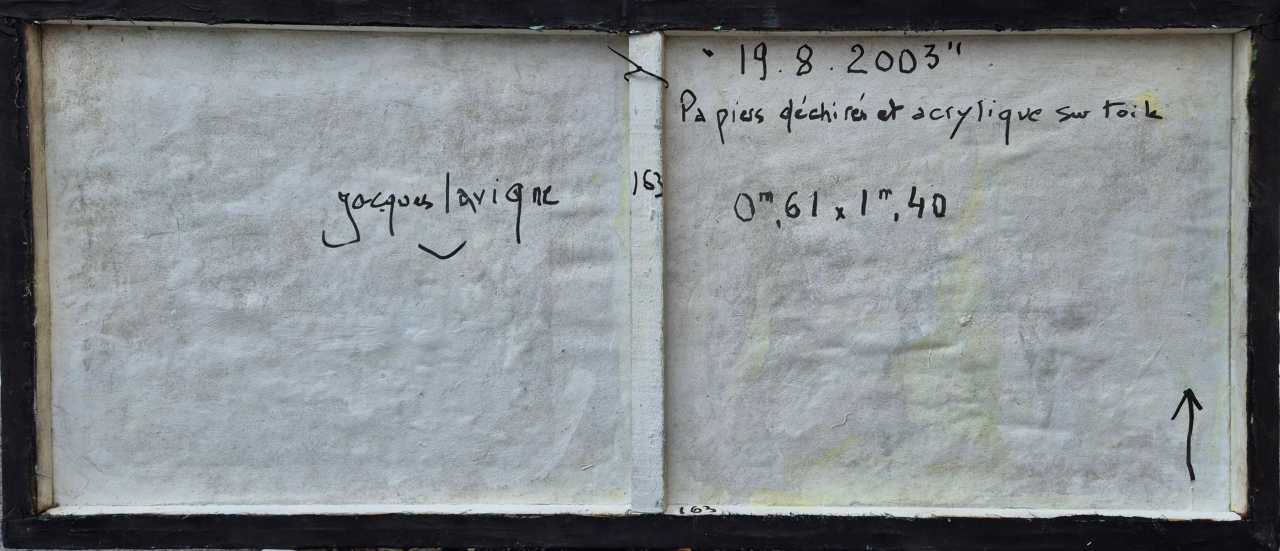 "19.8.2003"
Papiers déchirés et acrylique sur toile
jacques lavigne
163
0m,61 x 1m,40
163